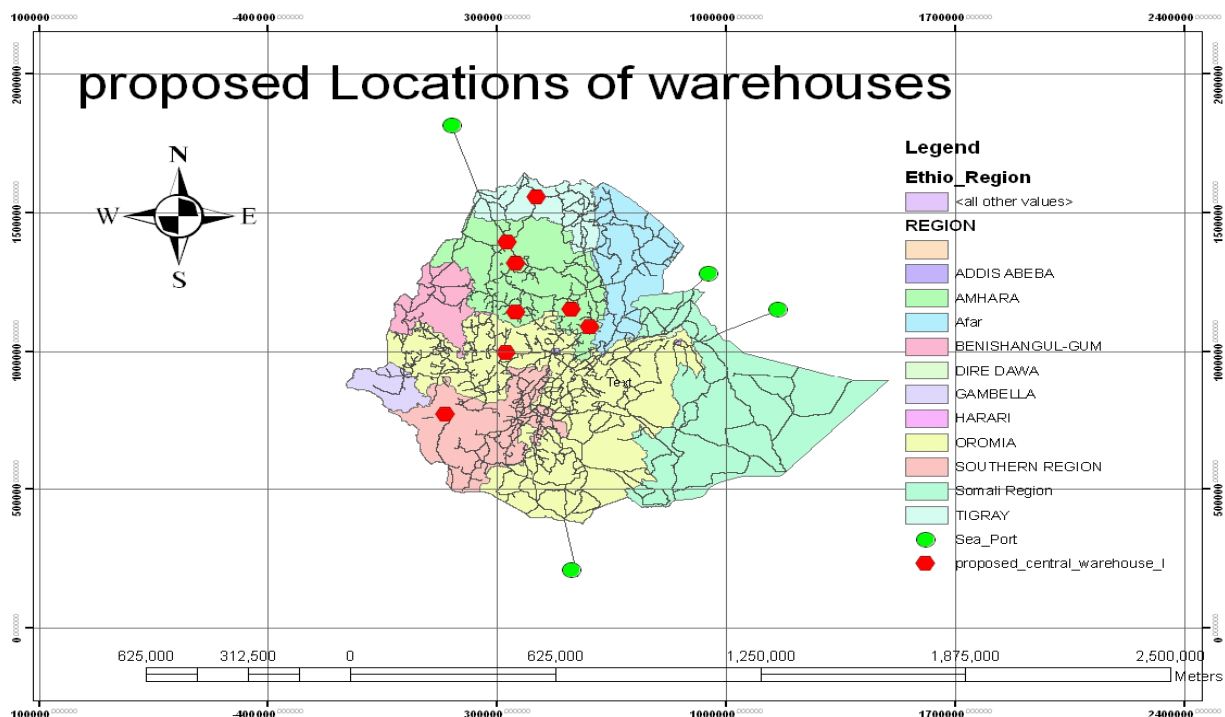 100000 -400000 300000 1000000 1700000 2400000
proposed Locations of warehouses
2000000 2000000
N
W E
S
1500000 1500000
1000000 1000000
500000 500000
0 0
Text
Legend
Ethio_Region
<all other values>
REGION
ADDIS ABEBA
AMHARA
Afar
BENISHANGUL-GUM
DIRE DAWA
GAMBELLA
HARARI
OROMIA
SOUTHERN REGION
Somali Region
TIGRAY
Sea_Port
proposed_central_warehouse_l
625,000 312,500 0 625,000 1,250,000 1,875,000 2,500,000
Meters
100000 -400000 300000 1000000 1700000 2400000